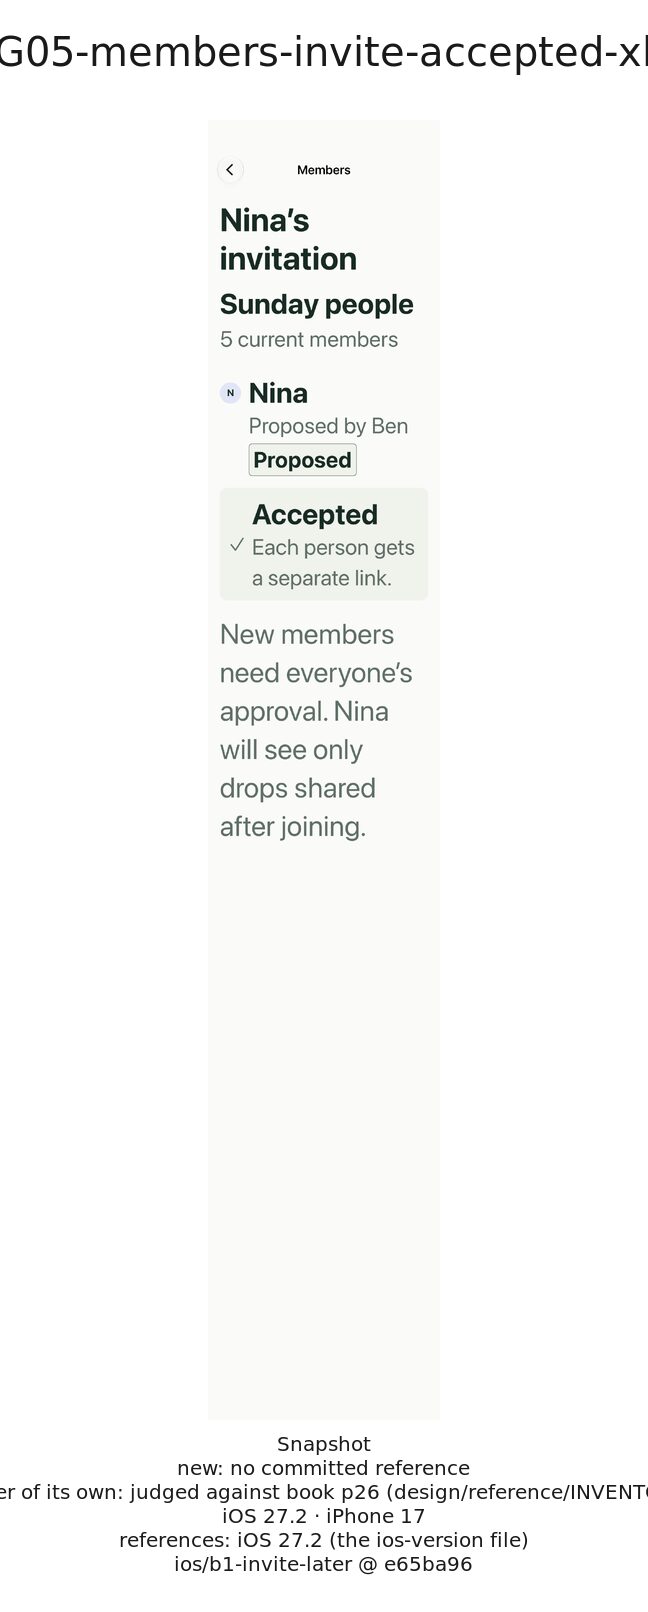 G05-members-invite-accepted-xl
Members
Nina’s
invitation
Sunday people
5 current members
N
Nina
Proposed by Ben
Proposed
Accepted
✓ Each person gets
a separate link.
New members
need everyone’s
approval. Nina
will see only
drops shared
after joining.
Snapshot
new: no committed reference
of its own: judged against book p26 (design/reference/
iOS 27.2 · iPhone 17
references: iOS 27.2 (the ios-version file)
ios/b1-invite-later @ e65ba96